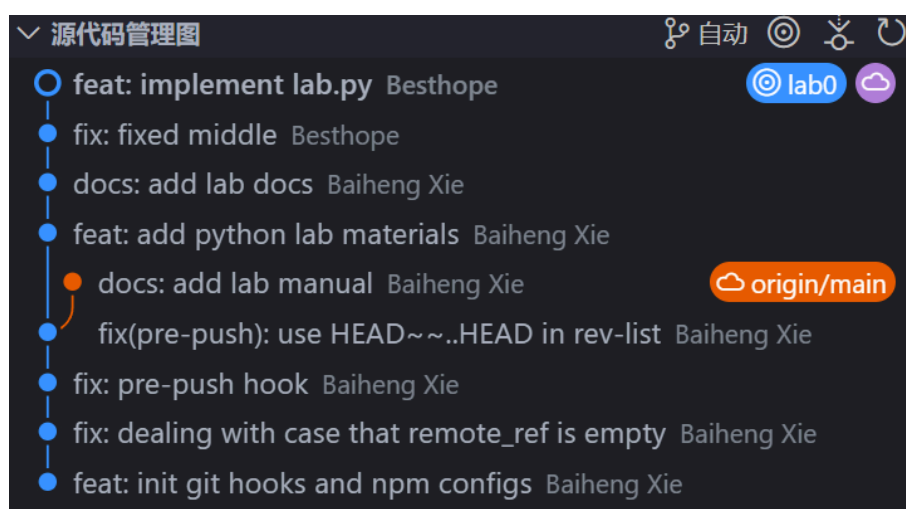 源代码管理图 自动
feat: implement lab.py Besthope lab0
fix: fixed middle Besthope
docs: add lab docs Baiheng Xie
feat: add python lab materials Baiheng Xie
docs: add lab manual Baiheng Xie origin/main
fix(pre-push): use HEAD~~..HEAD in rev-list Baiheng Xie
fix: pre-push hook Baiheng Xie
fix: dealing with case that remote_ref is empty Baiheng Xie
feat: init git hooks and npm configs Baiheng Xie